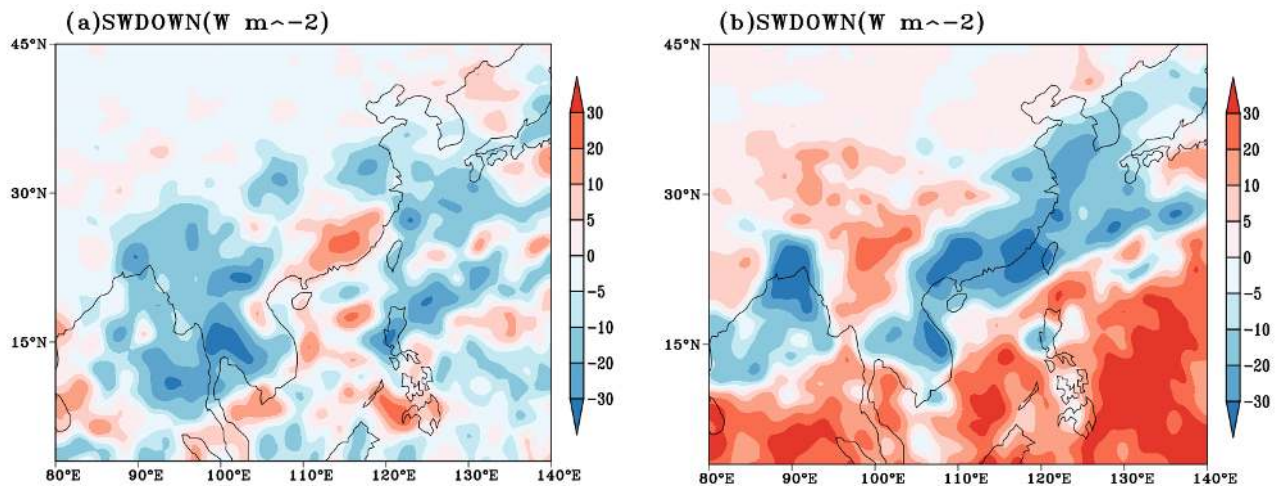 (a)SWDOWN(W m^-2)
45°N
30°N
15°N
80°E
90°E
100°E
110°E
120°E
130°E
140°E
30
20
10
5
0
-5
-10
-20
-30
(b)SWDOWN(W m^-2)
45°N
30°N
15°N
80°E
90°E
100°E
110°E
120°E
130°E
140°E
30
20
10
5
0
-5
-10
-20
-30